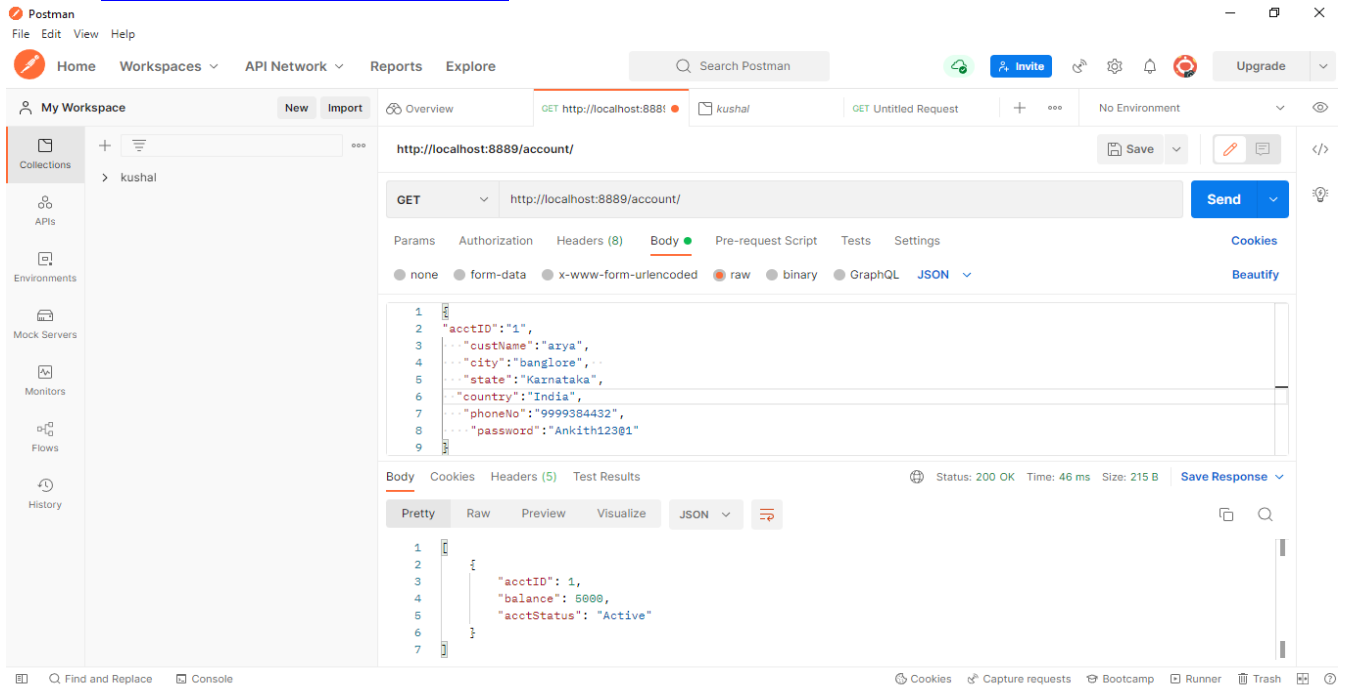 Postman
File Edit View Help
Home Workspaces API Network Reports Explore Search Postman Invite Upgrade
My Workspace New Import Overview GET http://localhost:888 kushal GET Untitled Request No Environment
Collections
kushal
APIs
Environments
Mock Servers
Monitors
Flows
History
http://localhost:8889/account/ Save
GET http://localhost:8889/account/ Send
Params Authorization Headers (8) Body Pre-request Script Tests Settings Cookies
none form-data x-www-form-urlencoded raw binary GraphQL JSON Beautify
1 {
2 "acctID":"1",
3 "custName":"arya",
4 "city":"banglore",
5 "state":"Karnataka",
6 "country":"India",
7 "phoneNo":"9999384432",
8 "password":"Ankith123@1"
9 }
Body Cookies Headers (5) Test Results Status: 200 OK Time: 46 ms Size: 215 B Save Response
Pretty Raw Preview Visualize JSON
1 [
2 {
3 "acctID": 1,
4 "balance": 5000,
5 "acctStatus": "Active"
6 }
7 ]
Find and Replace Console Cookies Capture requests Bootcamp Runner Trash